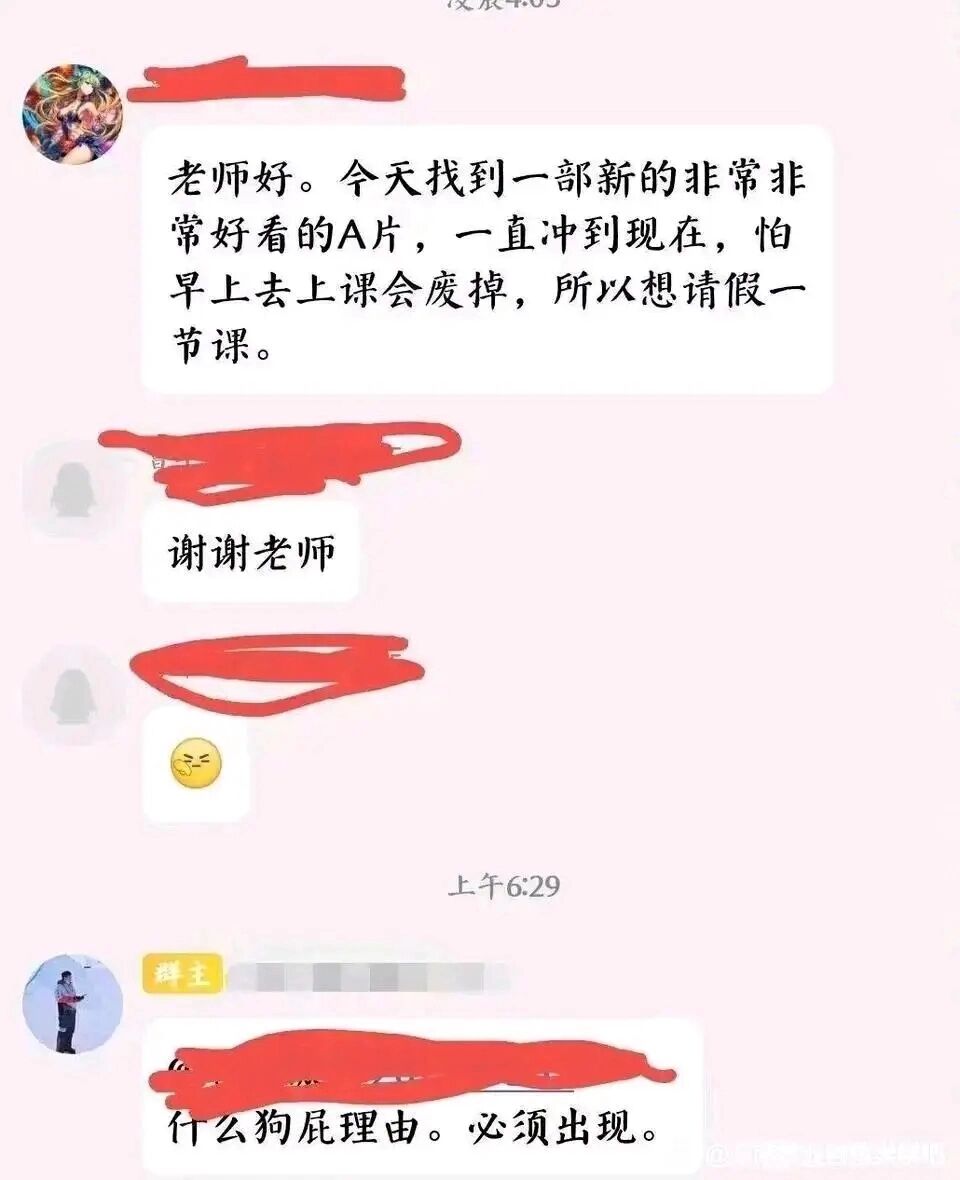 凌晨4:05
老师好。今天找到一部新的非常非
常好看的A片，一直冲到现在，怕
早上去上课会废掉，所以想请假一
节课。
谢谢老师
上午6:29
群主
什么狗屁理由。必须出现。